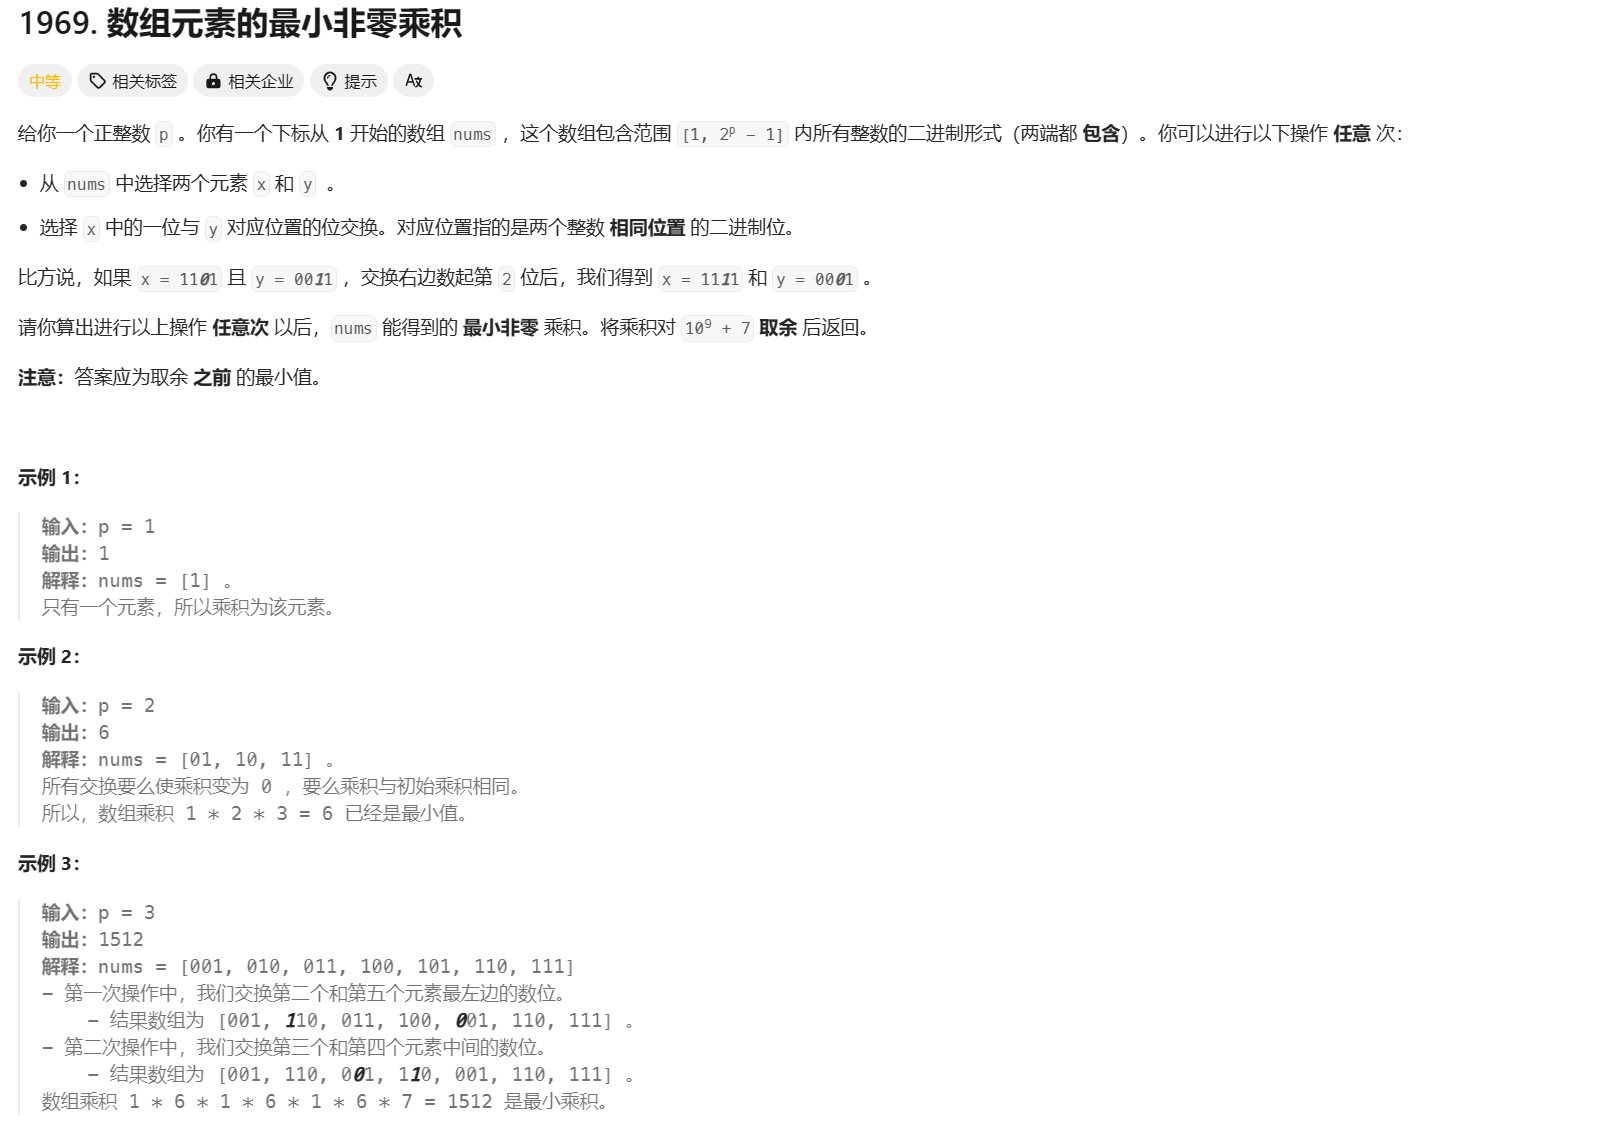 1969. 数组元素的最小非零乘积
中等 相关标签 相关企业 提示 Aあ
给你一个正整数 p 。你有一个下标从 1 开始的数组 nums ，这个数组包含范围 [1, 2ᵖ - 1] 内所有整数的二进制形式（两端都 包含）。你可以进行以下操作 任意 次：
• 从 nums 中选择两个元素 x 和 y 。
• 选择 x 中的一位与 y 对应位置的位交换。对应位置指的是两个整数 相同位置 的二进制位。
比方说，如果 x = 1101 且 y = 0011 ，交换右边数起第 2 位后，我们得到 x = 1111 和 y = 0001 。
请你算出进行以上操作 任意次 以后，nums 能得到的 最小非零 乘积。将乘积对 10⁹ + 7 取余 后返回。
注意：答案应为取余 之前 的最小值。
示例 1：
输入：p = 1
输出：1
解释：nums = [1] 。
只有一个元素，所以乘积为该元素。
示例 2：
输入：p = 2
输出：6
解释：nums = [01, 10, 11] 。
所有交换要么使乘积变为 0 ，要么乘积与初始乘积相同。
所以，数组乘积 1 * 2 * 3 = 6 已经是最小值。
示例 3：
输入：p = 3
输出：1512
解释：nums = [001, 010, 011, 100, 101, 110, 111]
- 第一次操作中，我们交换第二个和第五个元素最左边的数位。
- 结果数组为 [001, 110, 011, 100, 001, 110, 111] 。
- 第二次操作中，我们交换第三个和第四个元素中间的数位。
- 结果数组为 [001, 110, 001, 110, 001, 110, 111] 。
数组乘积 1 * 6 * 1 * 6 * 1 * 6 * 7 = 1512 是最小乘积。